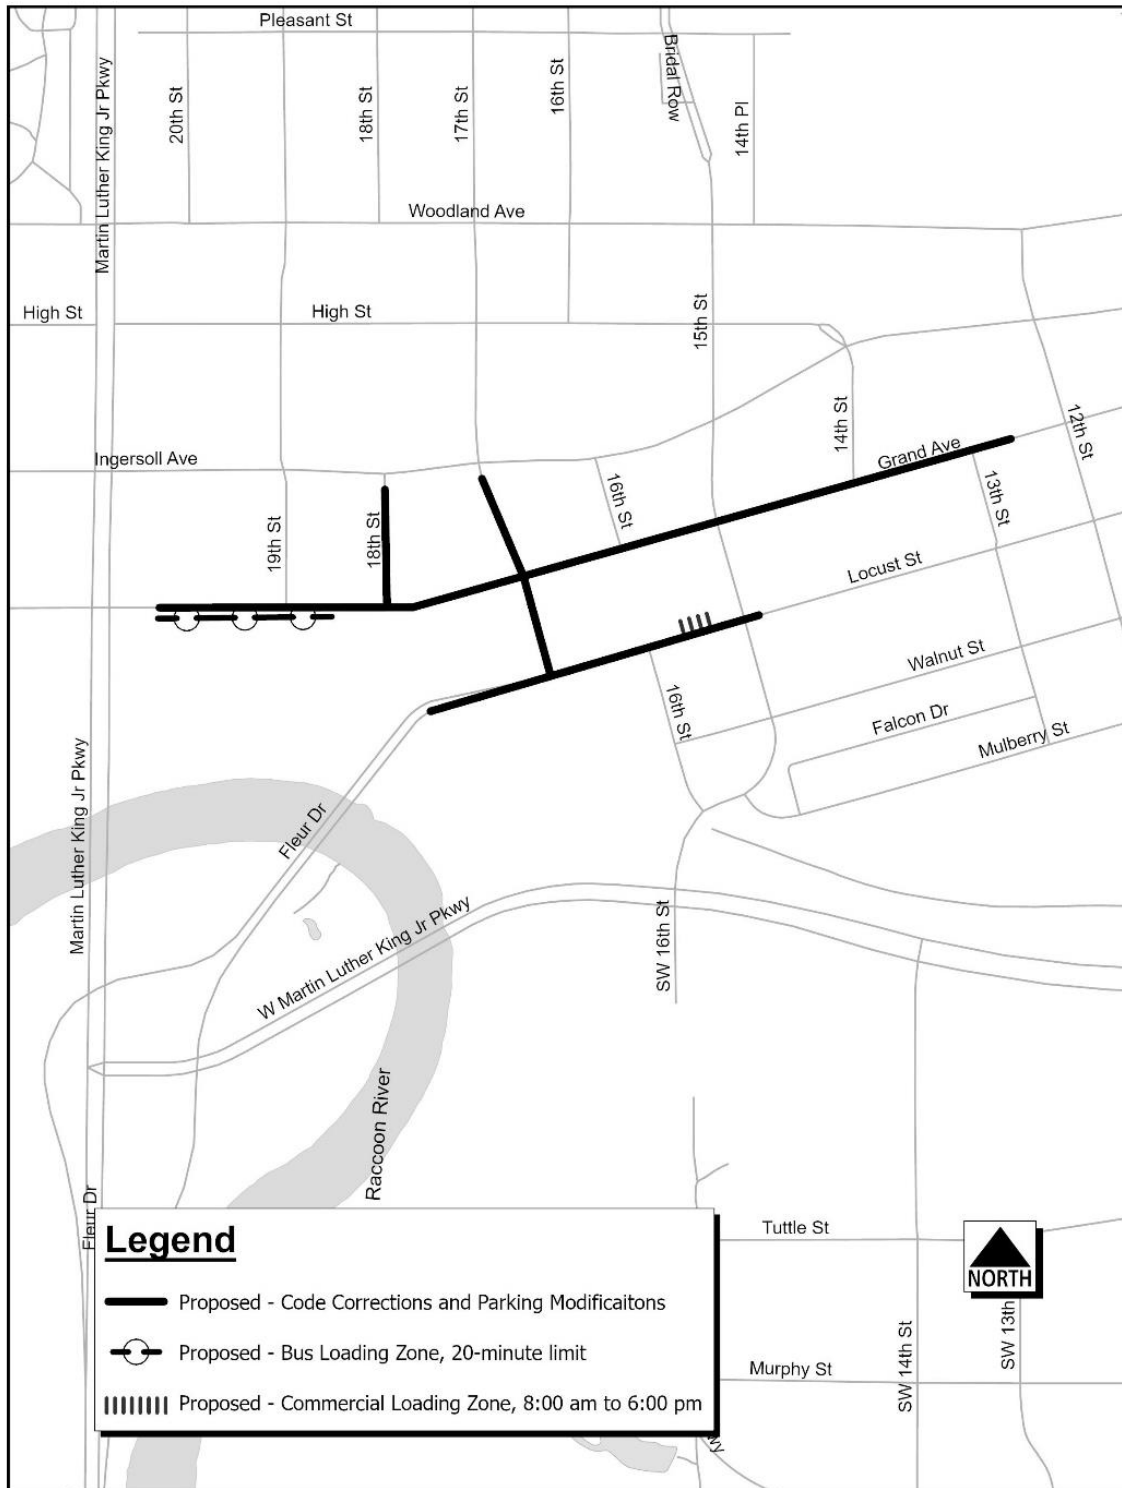 Pleasant St
Martin Luther King Jr Pkwy
20th St
18th St
17th St
16th St
Bridal Row
14th Pl
Woodland Ave
High St
High St
15th St
14th St
12th St
Ingersoll Ave
Grand Ave
19th St
18th St
16th St
13th St
Locust St
Walnut St
16th St
Falcon Dr
Mulberry St
Martin Luther King Jr Pkwy
Fleur Dr
W Martin Luther King Jr Pkwy
SW 16th St
Raccoon River
Fleur Dr
Tuttle St
NORTH
SW 13th
SW 14th St
Murphy St
Legend
Proposed - Code Corrections and Parking Modificaitons
Proposed - Bus Loading Zone, 20-minute limit
Proposed - Commercial Loading Zone, 8:00 am to 6:00 pm